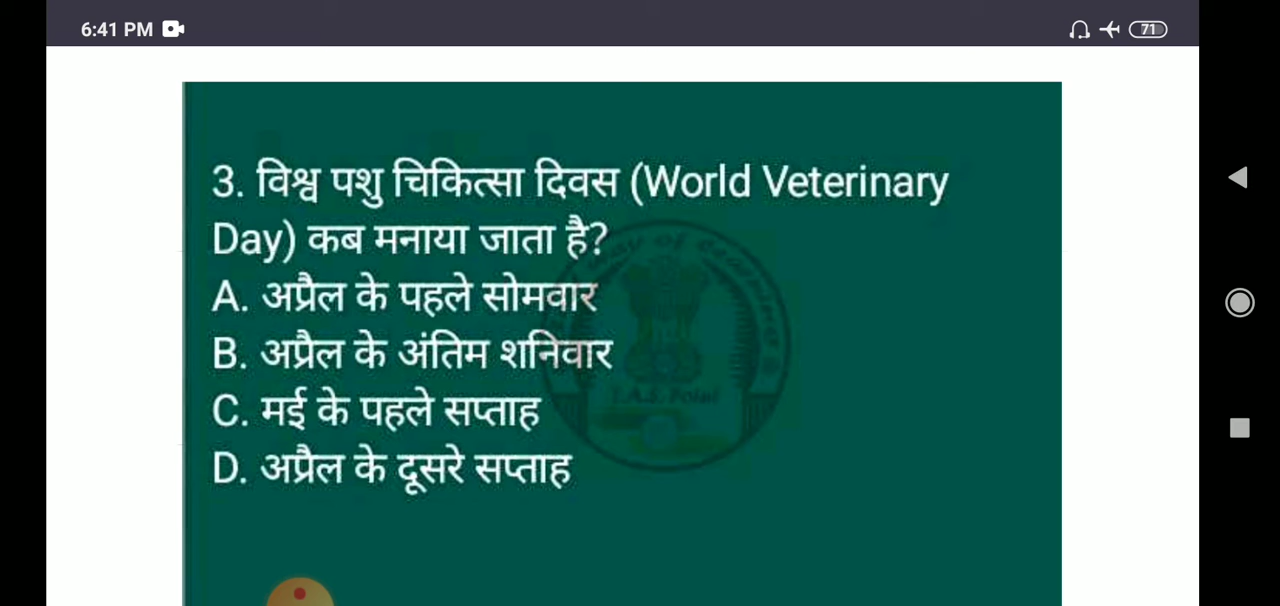 6:41 PM
71
3. विश्व पशु चिकित्सा दिवस (World Veterinary
Day) कब मनाया जाता है?
A. अप्रैल के पहले सोमवार
B. अप्रैल के अंतिम शनिवार
C. मई के पहले सप्ताह
D. अप्रैल के दूसरे सप्ताह
I.A.S. Point